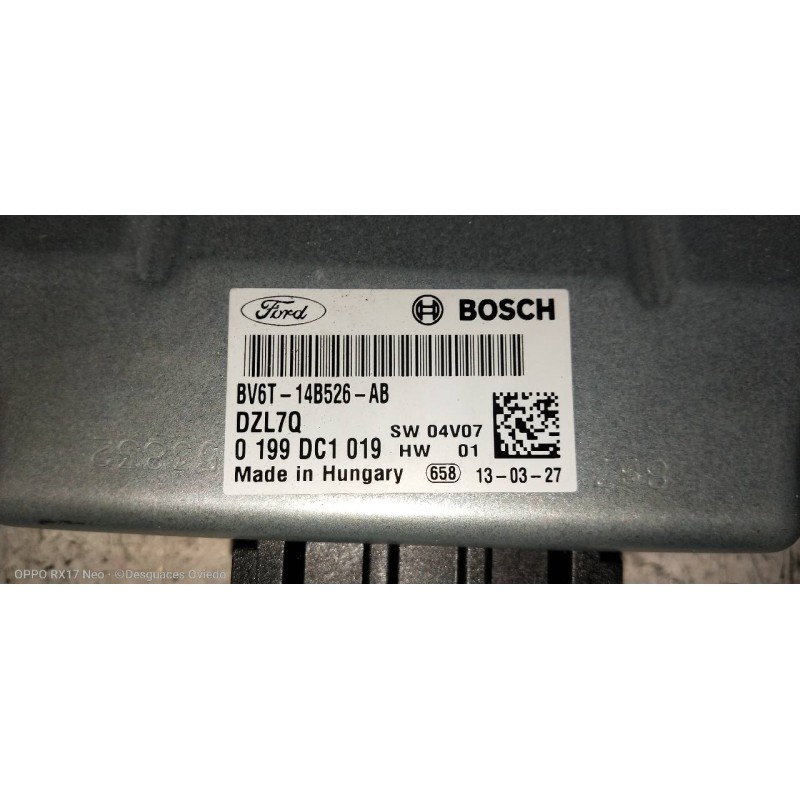 Ford BOSCH
BV6T-14B526-AB
DZL7Q
SW 04V07
0 199 DC1 019
HW 01
Made in Hungary 658 13-03-27
OPPO RX17 Neo - ©Desguaces Oviedo